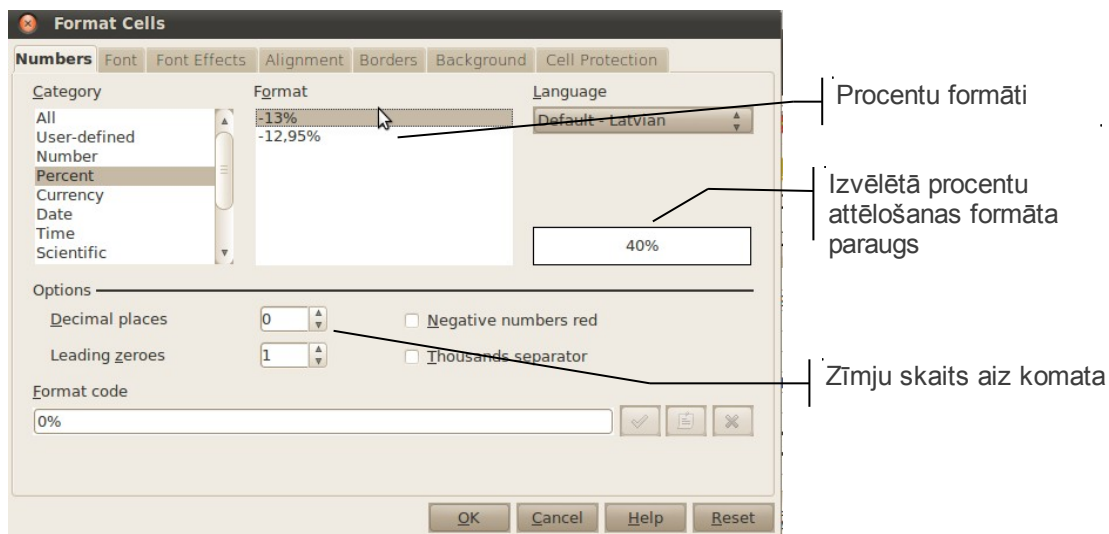 Format Cells
Numbers Font Font Effects Alignment Borders Background Cell Protection
Category
All
User-defined
Number
Percent
Currency
Date
Time
Scientific
Format
-13%
-12,95%
Language
Default - Latvian
40%
Procentu formāti
Izvēlētā procentu
attēlošanas formāta
paraugs
Options
Decimal places 0 Negative numbers red
Leading zeroes 1 Thousands separator
Zīmju skaits aiz komata
Format code
0%
OK Cancel Help Reset